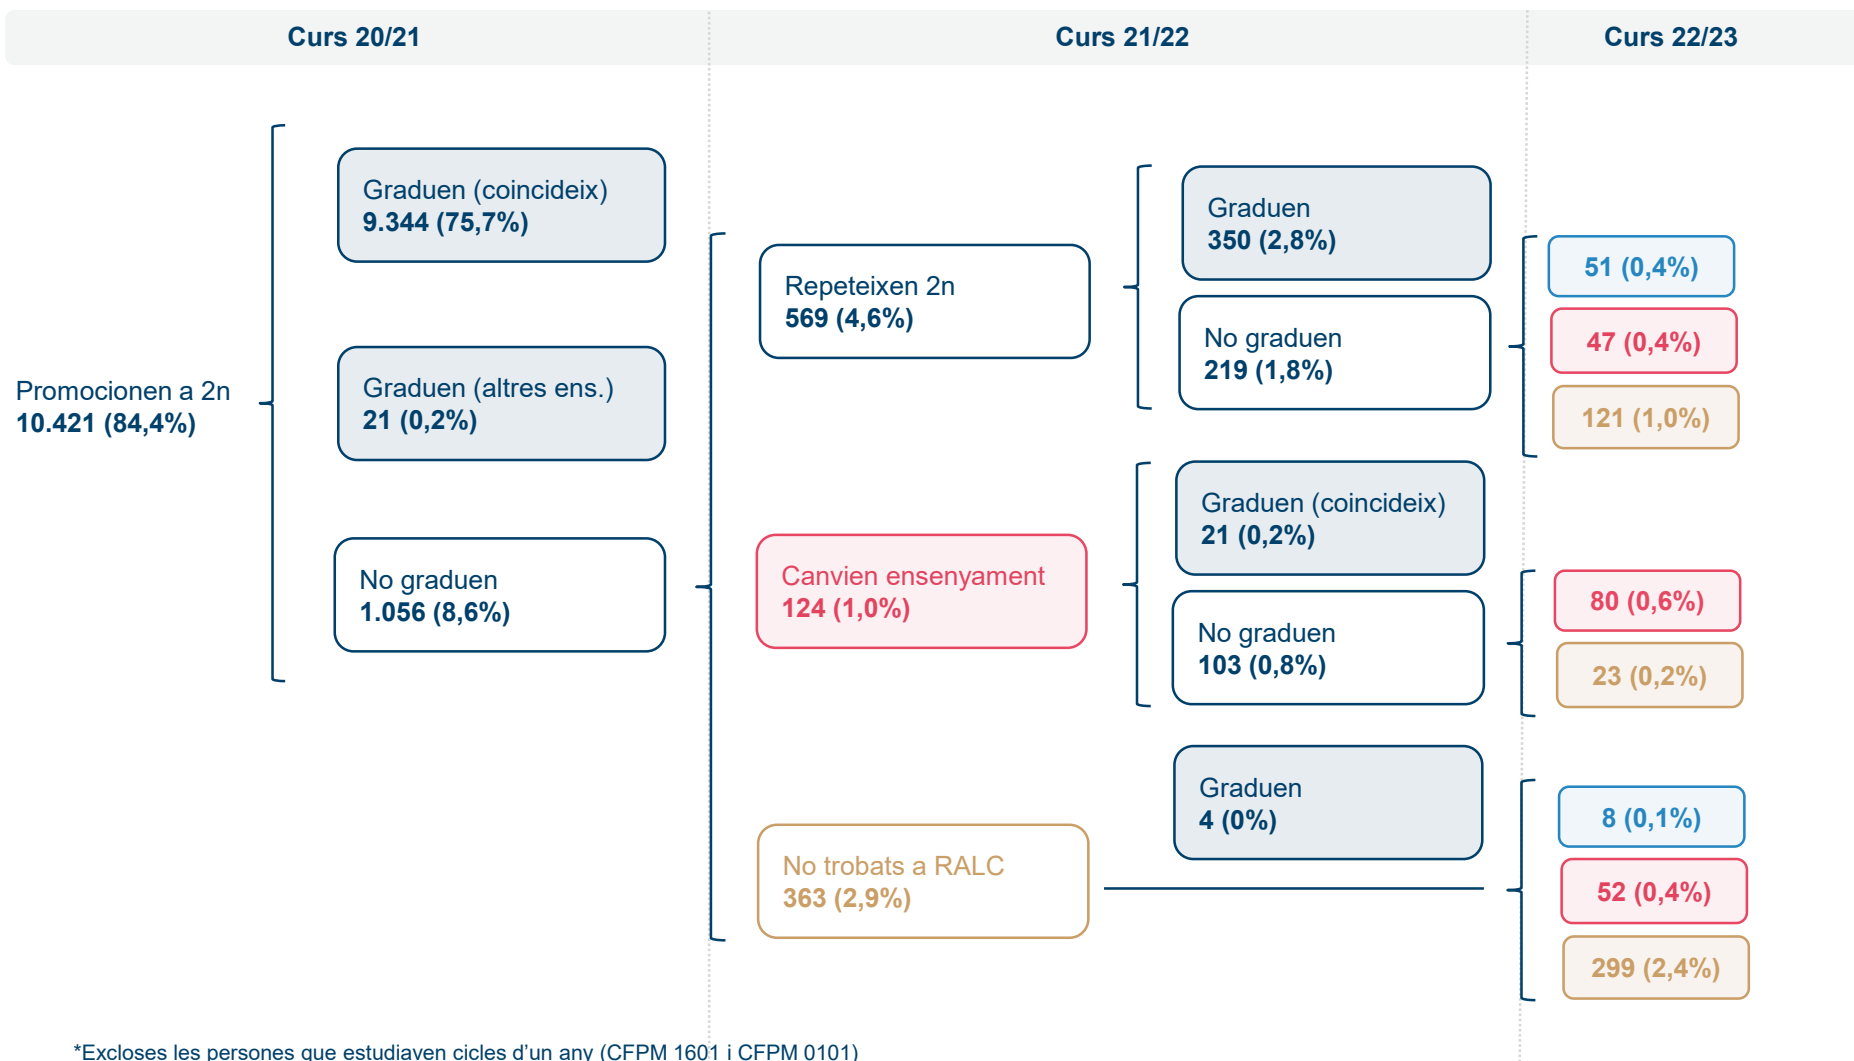 Curs 20/21
Curs 21/22
Curs 22/23
Promocionen a 2n
10.421 (84,4%)
Graduen (coincideix)
9.344 (75,7%)
Graduen (altres ens.)
21 (0,2%)
No graduen
1.056 (8,6%)
Repeteixen 2n
569 (4,6%)
Graduen
350 (2,8%)
No graduen
219 (1,8%)
51 (0,4%)
47 (0,4%)
121 (1,0%)
Canvien ensenyament
124 (1,0%)
Graduen (coincideix)
21 (0,2%)
No graduen
103 (0,8%)
80 (0,6%)
23 (0,2%)
No trobats a RALC
363 (2,9%)
Graduen
4 (0%)
8 (0,1%)
52 (0,4%)
299 (2,4%)
*Excloses les persones que estudiaven cicles d'un any (CFPM 1601 i CFPM 0101)